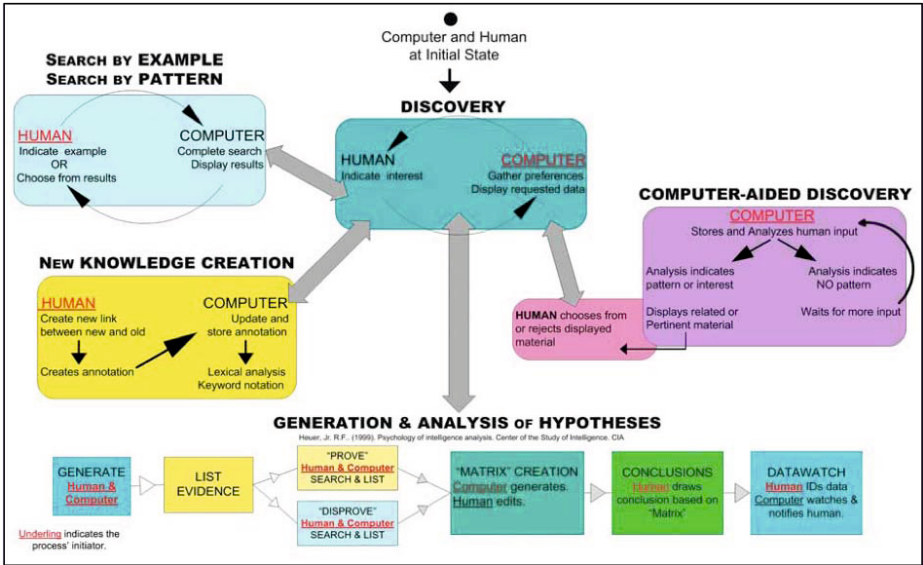 Computer and Human
at Initial State
SEARCH BY EXAMPLE
SEARCH BY PATTERN
HUMAN
Indicate example
OR
Choose from results
COMPUTER
Complete search
Display results
DISCOVERY
HUMAN
Indicate interest
COMPUTER
Gather preferences
Display requested data
COMPUTER-AIDED DISCOVERY
COMPUTER
Stores and Analyzes human input
Analysis indicates
pattern or interest
Analysis indicates
NO pattern
Displays related or
Pertinent material
Waits for more input
HUMAN chooses from
or rejects displayed
material
NEW KNOWLEDGE CREATION
HUMAN
Create new link
between new and old
Creates annotation
COMPUTER
Update and
store annotation
Lexical analysis
Keyword notation
GENERATION & ANALYSIS OF HYPOTHESES
Heuer, Jr. R.F.. (1999). Psychology of intelligence analysis. Center of the Study of Intelligence. CIA
GENERATE
Human &
Computer
LIST
EVIDENCE
"PROVE"
Human & Computer
SEARCH & LIST
"DISPROVE"
Human & Computer
SEARCH & LIST
"MATRIX" CREATION
Computer generates.
Human edits.
CONCLUSIONS
Human draws
conclusion based on
"Matrix"
DATAWATCH
Human IDs data
Computer watches &
notifies human.
Underling indicates the
process' initiator.